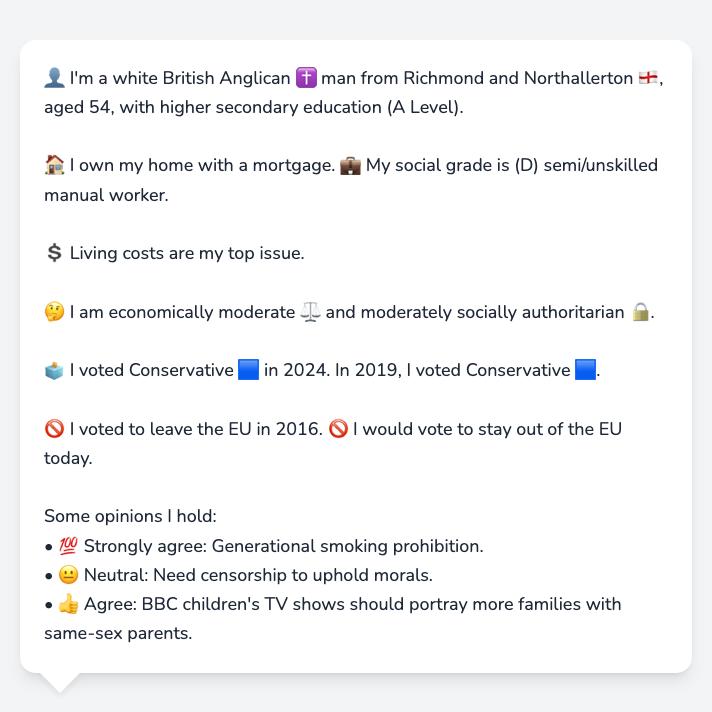 👤 I'm a white British Anglican ✝️ man from Richmond and Northallerton 🏴󠁧󠁢󠁥󠁮󠁧󠁿,
aged 54, with higher secondary education (A Level).
🏠 I own my home with a mortgage. 💼 My social grade is (D) semi/unskilled
manual worker.
💲 Living costs are my top issue.
🤔 I am economically moderate ⚖️ and moderately socially authoritarian 🔒.
🗳️ I voted Conservative 🟦 in 2024. In 2019, I voted Conservative 🟦.
🚫 I voted to leave the EU in 2016. 🚫 I would vote to stay out of the EU
today.
Some opinions I hold:
• 💯 Strongly agree: Generational smoking prohibition.
• 😐 Neutral: Need censorship to uphold morals.
• 👍 Agree: BBC children's TV shows should portray more families with
same-sex parents.